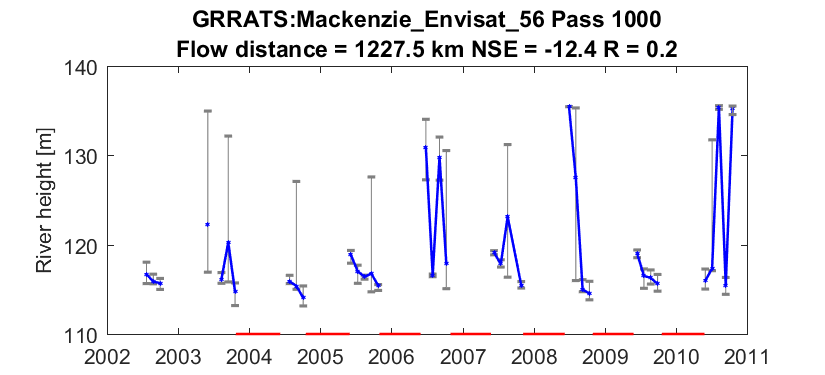 GRRATS:Mackenzie_Envisat_56 Pass 1000
Flow distance = 1227.5 km NSE = -12.4 R = 0.2
140
130
120
110
River height [m]
2002 2003 2004 2005 2006 2007 2008 2009 2010 2011